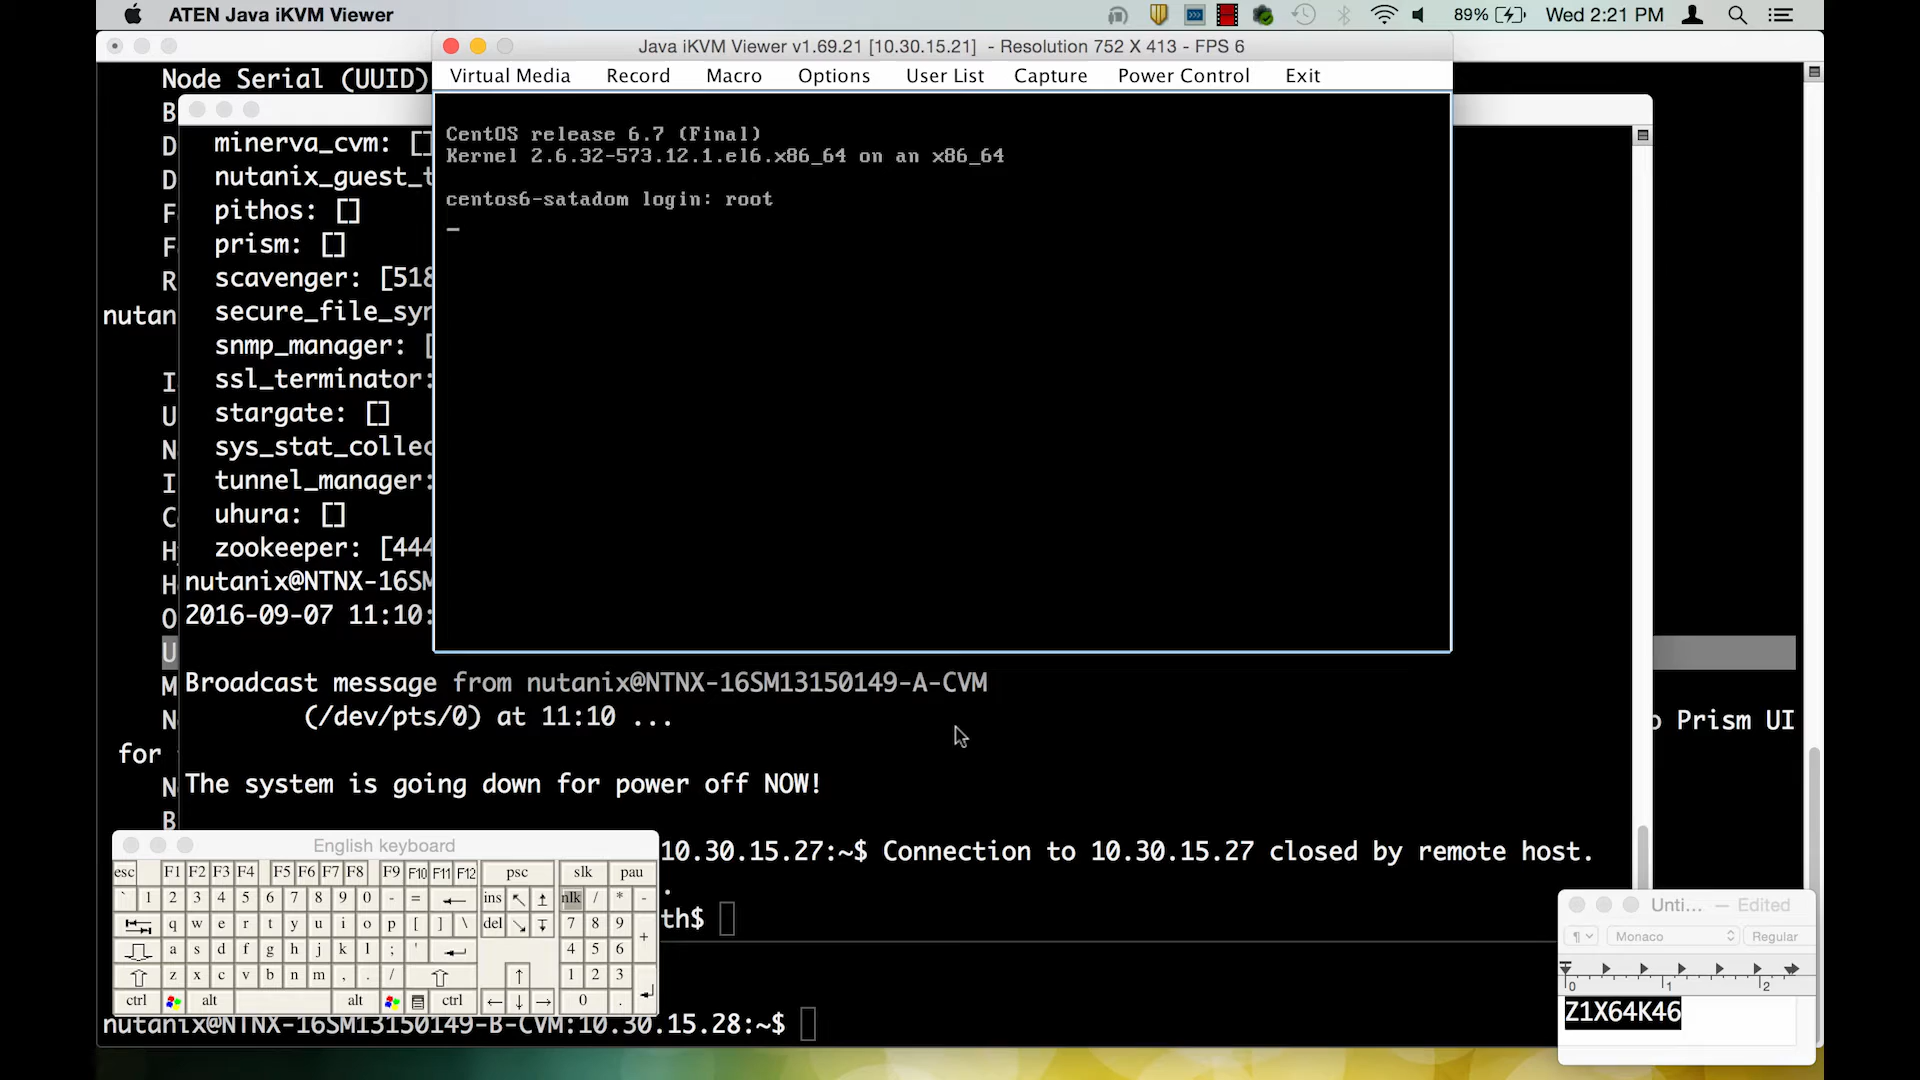 ATEN Java iKVM Viewer
89%
Wed 2:21 PM
Java iKVM Viewer v1.69.21 [10.30.15.21] - Resolution 752 X 413 - FPS 6
Virtual Media Record Macro Options User List Capture Power Control Exit
CentOS release 6.7 (Final)
Kernel 2.6.32-573.12.1.el6.x86_64 on an x86_64
centos6-satadom login: root
_
Node Serial (UUID)
B
D
D
F
F
R
nutan
I
U
N
I
C
H
H
O
U
M
N
for
N
B
o Prism UI
minerva_cvm: []
nutanix_guest_t
pithos: []
prism: []
scavenger: [518
secure_file_syn
snmp_manager: [
ssl_terminator:
stargate: []
sys_stat_collec
tunnel_manager:
uhura: []
zookeeper: [444
nutanix@NTNX-16SM
2016-09-07 11:10:
Broadcast message from nutanix@NTNX-16SM13150149-A-CVM
(/dev/pts/0) at 11:10 ...
The system is going down for power off NOW!
10.30.15.27:~$ Connection to 10.30.15.27 closed by remote host.
.
th$
nutanix@NTNX-16SM13150149-B-CVM:10.30.15.28:~$
English keyboard
esc F1 F2 F3 F4 F5 F6 F7 F8 F9 F10 F11 F12 psc slk pau
` 1 2 3 4 5 6 7 8 9 0 - = ins nlk / * -
q w e r t y u i o p [ ] \ del 7 8 9 +
a s d f g h j k l ; ' 4 5 6
z x c v b n m , . / 1 2 3
ctrl alt alt ctrl 0 .
Unti... — Edited
Monaco Regular
0 1 2
Z1X64K46